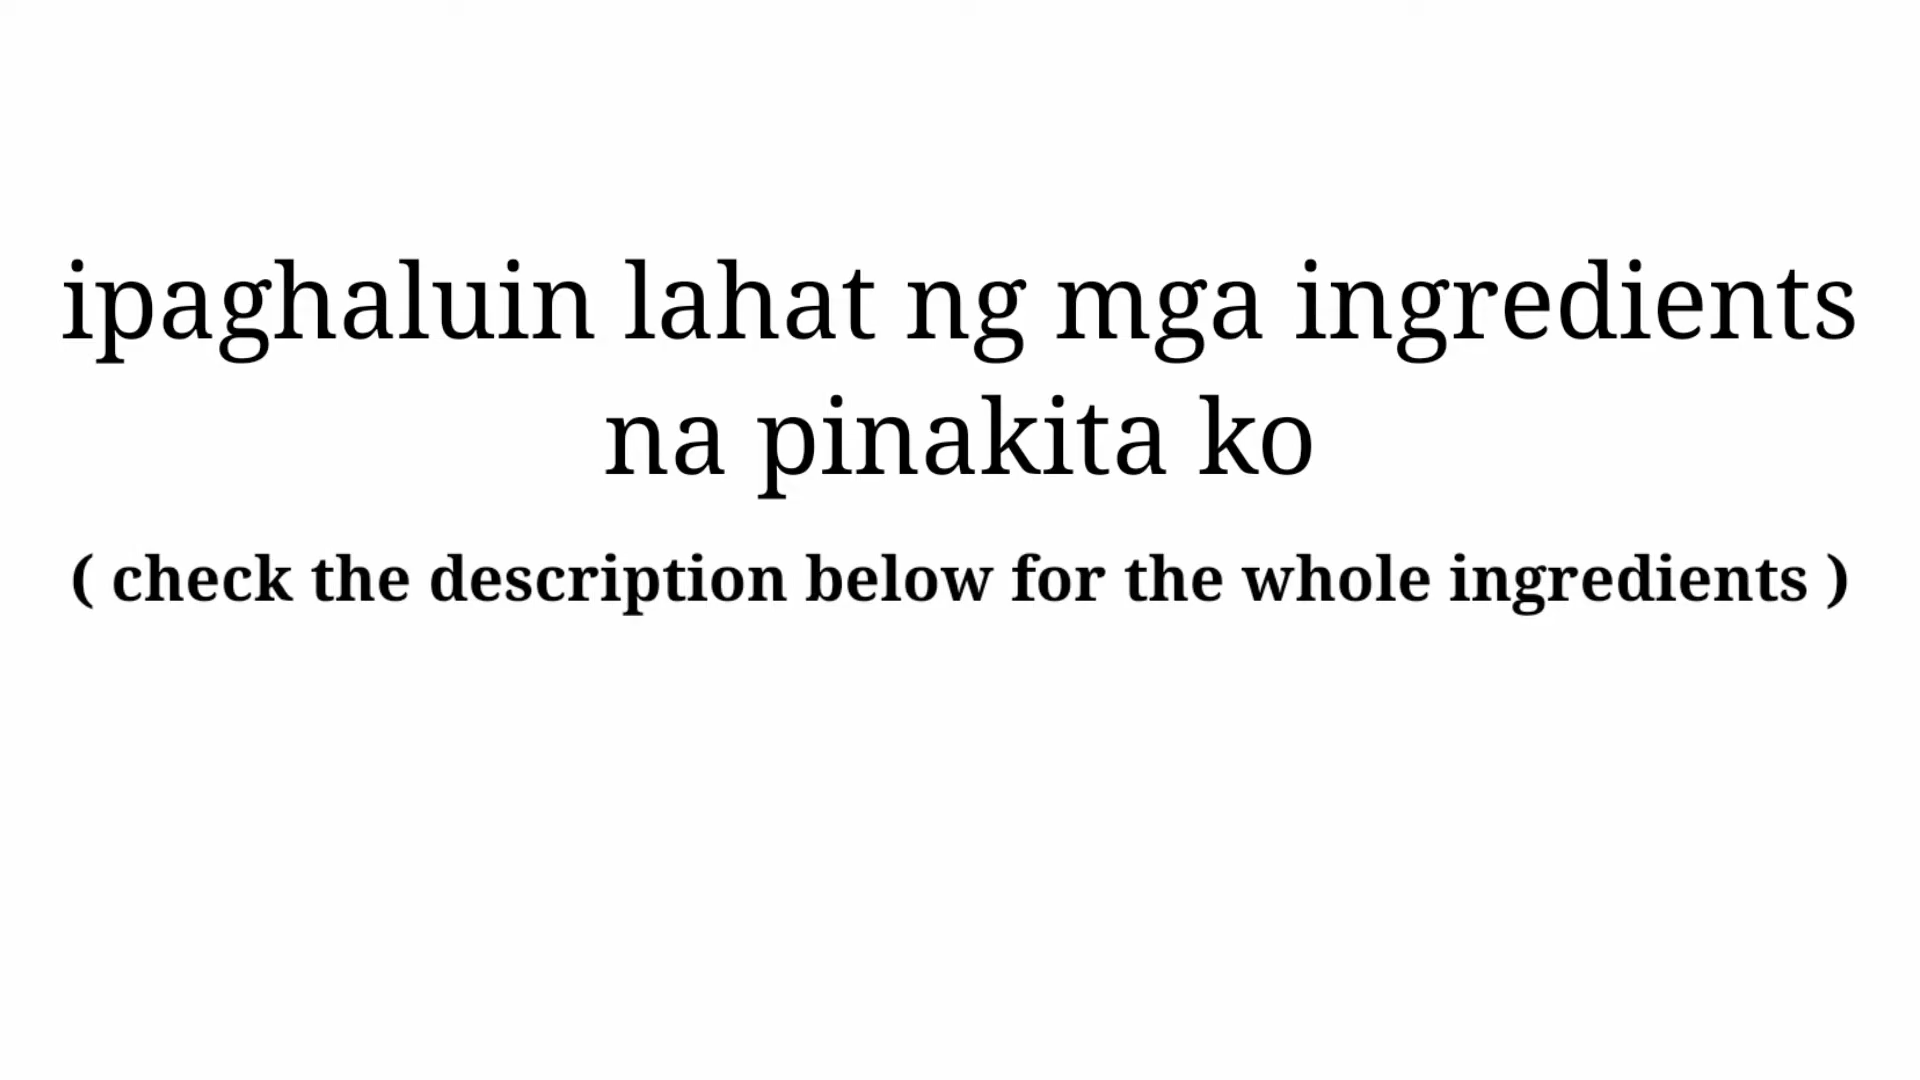 ipaghaluin lahat ng mga ingredients
na pinakita ko
( check the description below for the whole ingredients )